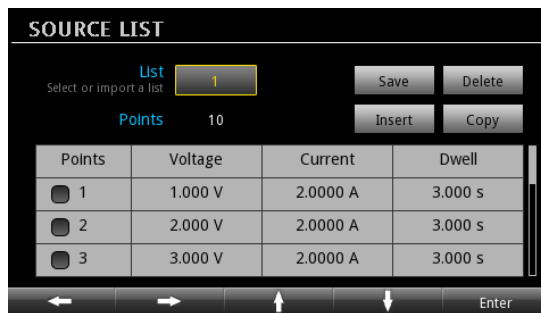 SOURCE LIST
List 1 Save Delete
Select or import a list
Points 10 Insert Copy
Points Voltage Current Dwell
1 1.000 V 2.0000 A 3.000 s
2 2.000 V 2.0000 A 3.000 s
3 3.000 V 2.0000 A 3.000 s
Enter